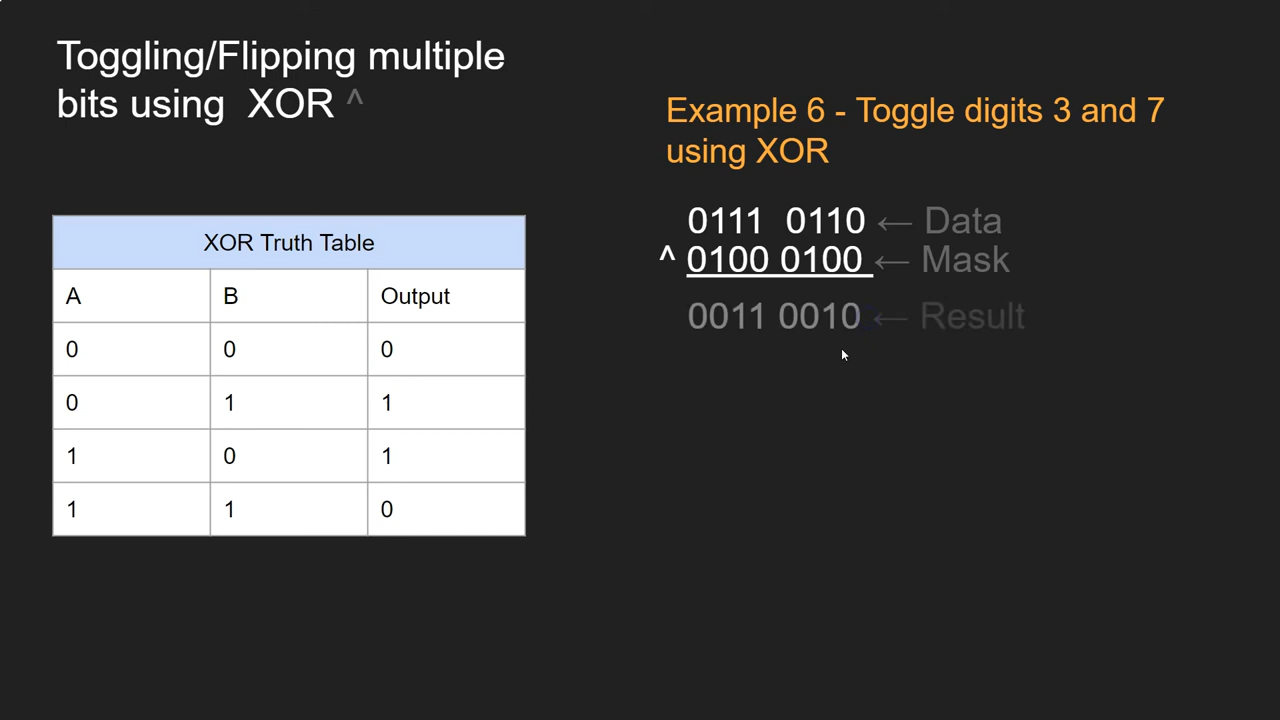 Toggling/Flipping multiple
bits using XOR ^
Example 6 - Toggle digits 3 and 7
using XOR
0111 0110 ← Data
^ 0100 0100 ← Mask
0011 0010 ← Result
XOR Truth Table
A B Output
0 0 0
0 1 1
1 0 1
1 1 0